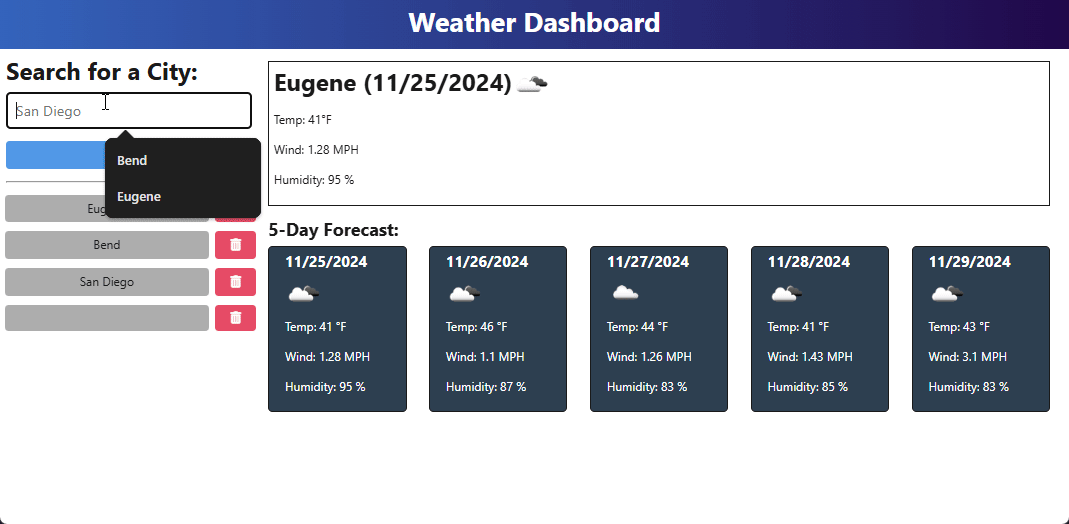 Weather Dashboard
Search for a City:
San Diego
Bend
Eugene
Eug
Bend
San Diego
Eugene (11/25/2024)
Temp: 41°F
Wind: 1.28 MPH
Humidity: 95 %
5-Day Forecast:
11/25/2024
Temp: 41 °F
Wind: 1.28 MPH
Humidity: 95 %
11/26/2024
Temp: 46 °F
Wind: 1.1 MPH
Humidity: 87 %
11/27/2024
Temp: 44 °F
Wind: 1.26 MPH
Humidity: 83 %
11/28/2024
Temp: 41 °F
Wind: 1.43 MPH
Humidity: 85 %
11/29/2024
Temp: 43 °F
Wind: 3.1 MPH
Humidity: 83 %